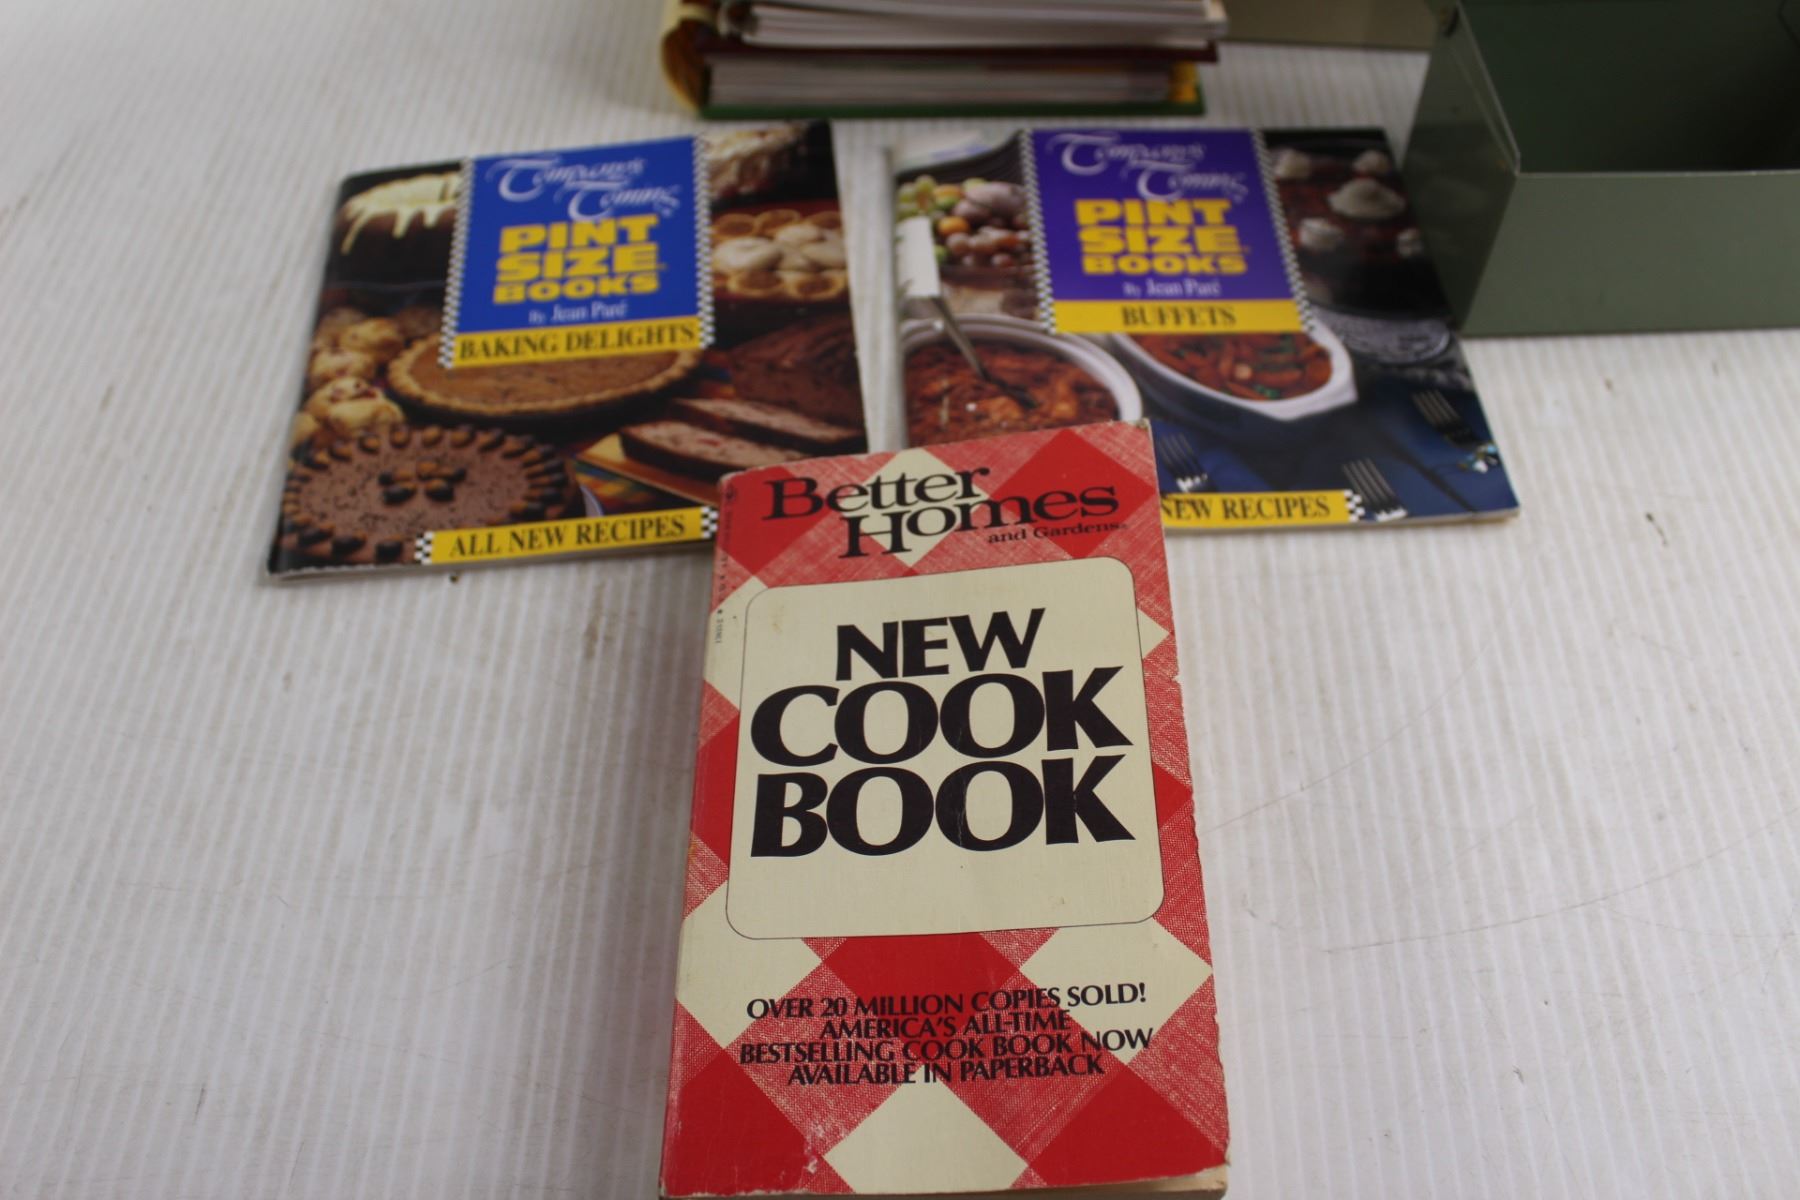 Company's
Coming
PINT
SIZE
BOOKS
By Jean Paré
BAKING DELIGHTS
ALL NEW RECIPES
Company's
Coming
PINT
SIZE
BOOKS
By Jean Paré
BUFFETS
NEW RECIPES
Better
Homes
and Gardens®
NEW
COOK
BOOK
OVER 20 MILLION COPIES SOLD!
AMERICA'S ALL-TIME
BESTSELLING COOK BOOK NOW
AVAILABLE IN PAPERBACK